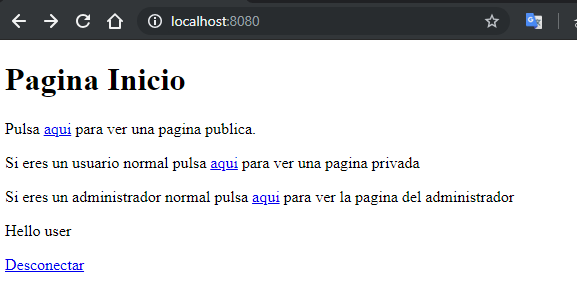 localhost:8080
Pagina Inicio
Pulsa aqui para ver una pagina publica.
Si eres un usuario normal pulsa aqui para ver una pagina privada
Si eres un administrador normal pulsa aqui para ver la pagina del administrador
Hello user
Desconectar